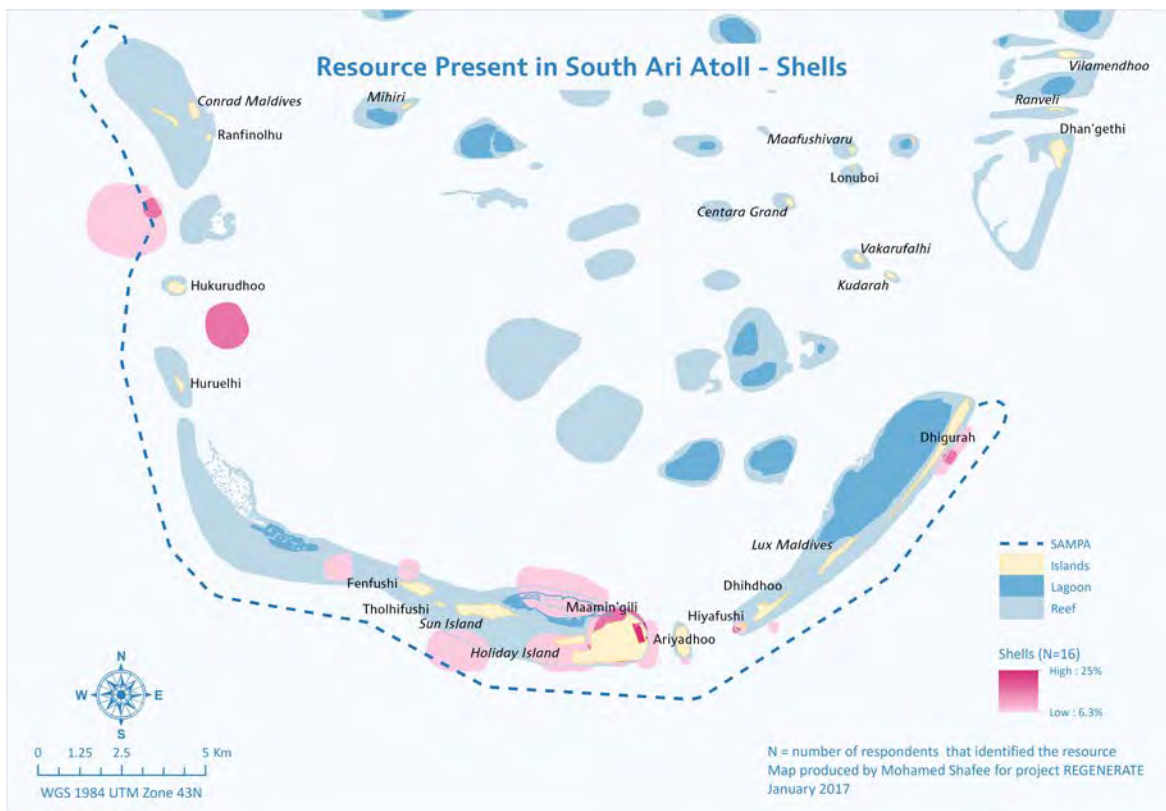 Resource Present in South Ari Atoll - Shells
Vilamendhoo
Conrad Maldives
Mihiri
Ranveli
Ranfinolhu
Maafushivaru
Dhan'gethi
Lonuboi
Centara Grand
Vakarufalhi
Hukurudhoo
Kudarah
Huruelhi
Dhigurah
Lux Maldives
Fenfushi
Dhihdhoo
Tholhifushi
Maamin'gili
Hiyafushi
Sun Island
Ariyadhoo
Holiday Island
SAMPA
Islands
Lagoon
Reef
Shells (N=16)
High : 25%
Low : 6.3%
N
W
E
S
0 1.25 2.5 5 Km
WGS 1984 UTM Zone 43N
N = number of respondents that identified the resource
Map produced by Mohamed Shafee for project REGENERATE
January 2017